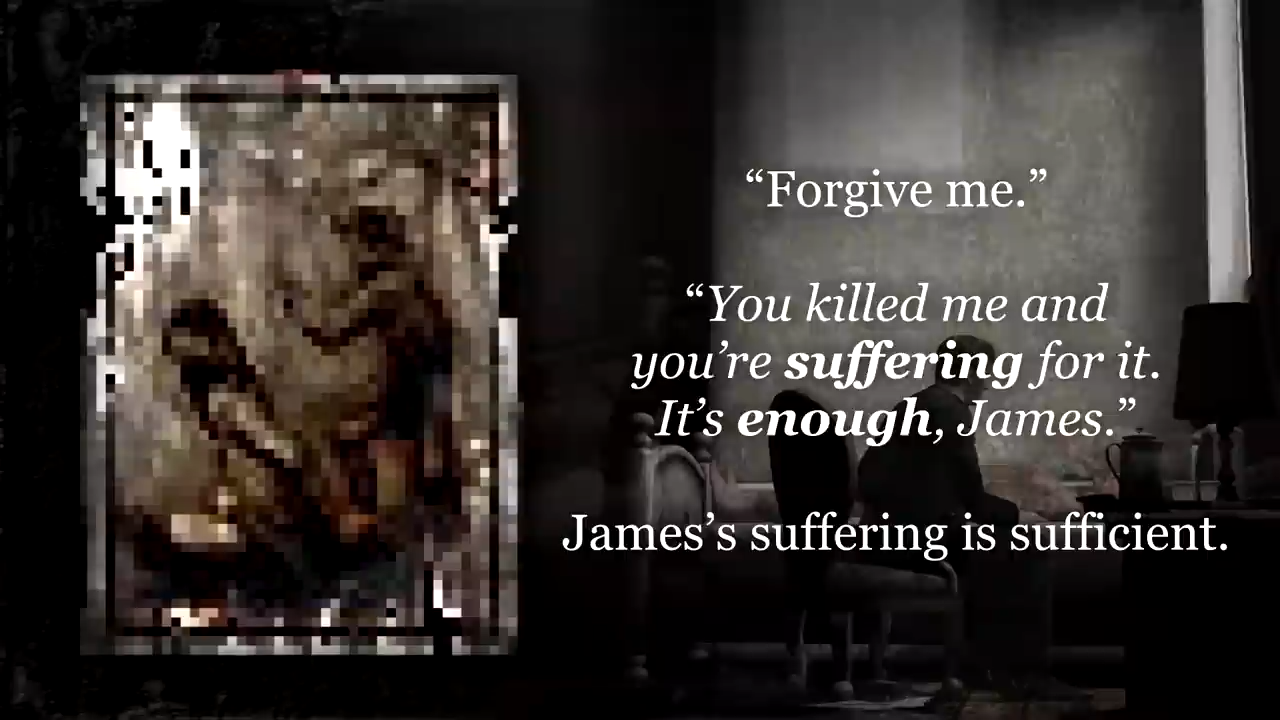 “Forgive me.”
“You killed me and
you’re suffering for it.
It’s enough, James.”
James’s suffering is sufficient.